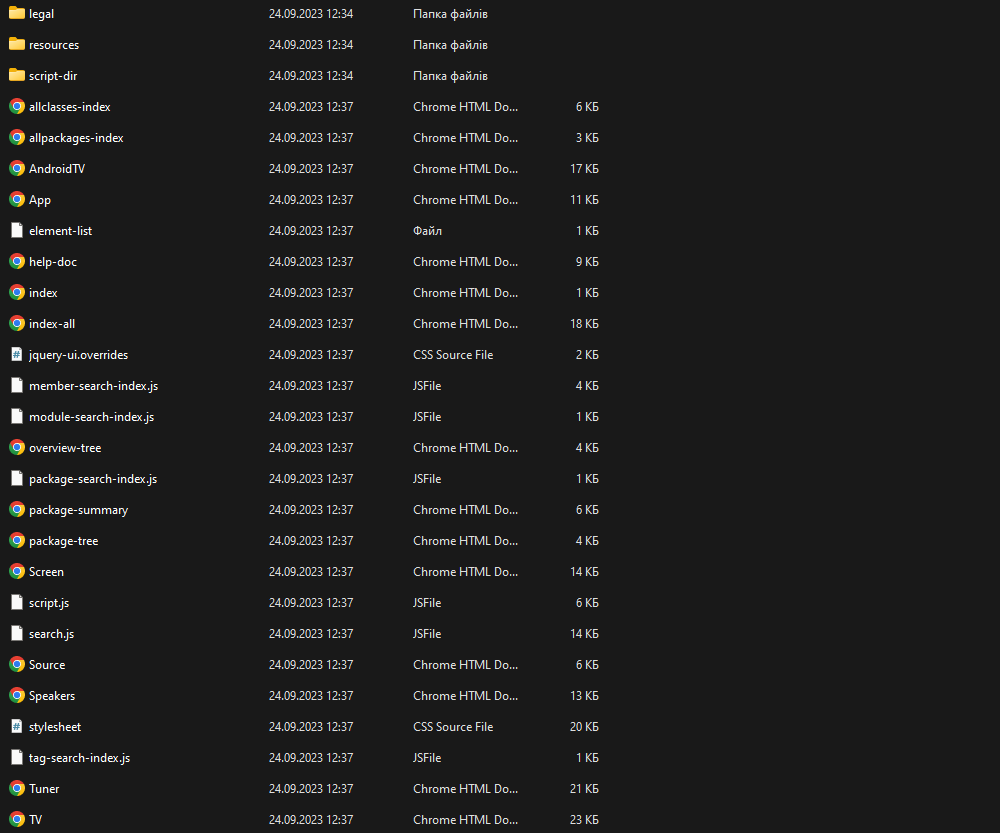 legal 24.09.2023 12:34 Папка файлів
resources 24.09.2023 12:34 Папка файлів
script-dir 24.09.2023 12:34 Папка файлів
allclasses-index 24.09.2023 12:37 Chrome HTML Do... 6 КБ
allpackages-index 24.09.2023 12:37 Chrome HTML Do... 3 КБ
AndroidTV 24.09.2023 12:37 Chrome HTML Do... 17 КБ
App 24.09.2023 12:37 Chrome HTML Do... 11 КБ
element-list 24.09.2023 12:37 Файл 1 КБ
help-doc 24.09.2023 12:37 Chrome HTML Do... 9 КБ
index 24.09.2023 12:37 Chrome HTML Do... 1 КБ
index-all 24.09.2023 12:37 Chrome HTML Do... 18 КБ
jquery-ui.overrides 24.09.2023 12:37 CSS Source File 2 КБ
member-search-index.js 24.09.2023 12:37 JSFile 4 КБ
module-search-index.js 24.09.2023 12:37 JSFile 1 КБ
overview-tree 24.09.2023 12:37 Chrome HTML Do... 4 КБ
package-search-index.js 24.09.2023 12:37 JSFile 1 КБ
package-summary 24.09.2023 12:37 Chrome HTML Do... 6 КБ
package-tree 24.09.2023 12:37 Chrome HTML Do... 4 КБ
Screen 24.09.2023 12:37 Chrome HTML Do... 14 КБ
script.js 24.09.2023 12:37 JSFile 6 КБ
search.js 24.09.2023 12:37 JSFile 14 КБ
Source 24.09.2023 12:37 Chrome HTML Do... 6 КБ
Speakers 24.09.2023 12:37 Chrome HTML Do... 13 КБ
stylesheet 24.09.2023 12:37 CSS Source File 20 КБ
tag-search-index.js 24.09.2023 12:37 JSFile 1 КБ
Tuner 24.09.2023 12:37 Chrome HTML Do... 21 КБ
TV 24.09.2023 12:37 Chrome HTML Do... 23 КБ